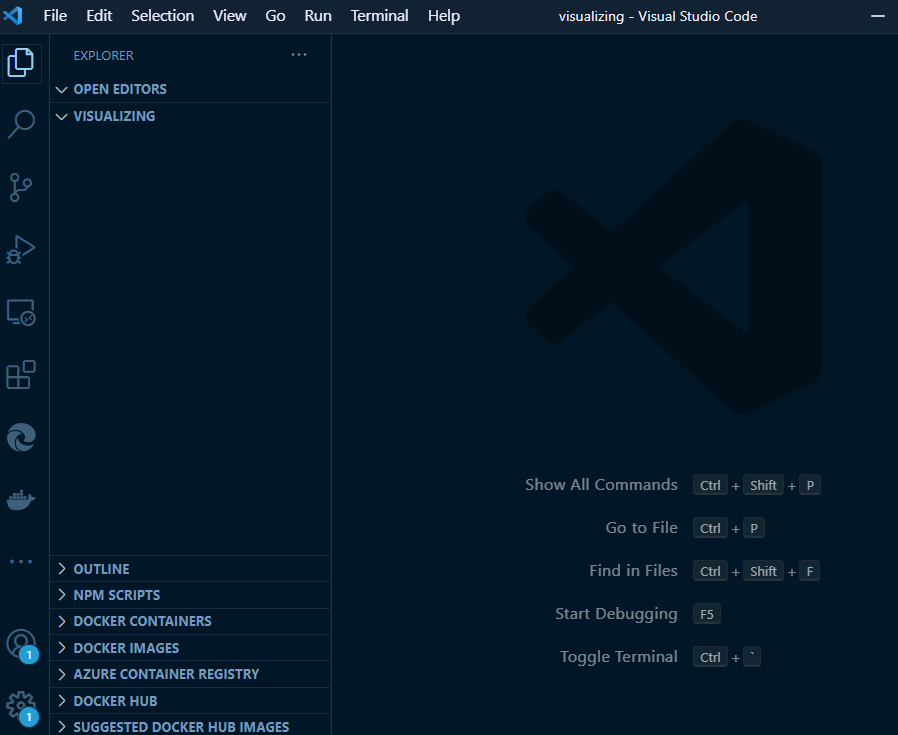 File Edit Selection View Go Run Terminal Help visualizing - Visual Studio Code
EXPLORER
OPEN EDITORS
VISUALIZING
OUTLINE
NPM SCRIPTS
DOCKER CONTAINERS
DOCKER IMAGES
AZURE CONTAINER REGISTRY
DOCKER HUB
SUGGESTED DOCKER HUB IMAGES
1
1
Show All Commands Ctrl + Shift + P
Go to File Ctrl + P
Find in Files Ctrl + Shift + F
Start Debugging F5
Toggle Terminal Ctrl + `